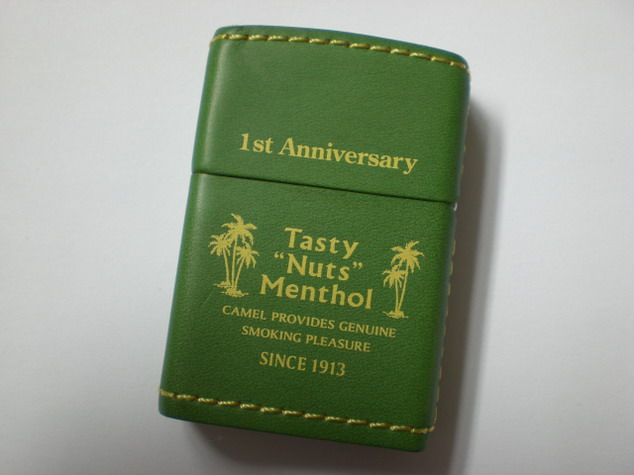 1st Anniversary
Tasty
“Nuts”
Menthol
CAMEL PROVIDES GENUINE
SMOKING PLEASURE
SINCE 1913